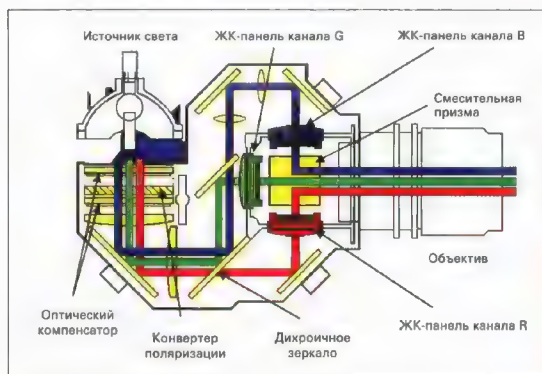 Источник света
ЖК-панель канала G
ЖК-панель канала B
Смесительная
призма
Объектив
Оптический
компенсатор
Конвертер
поляризации
Дихроичное
зеркало
ЖК-панель канала R